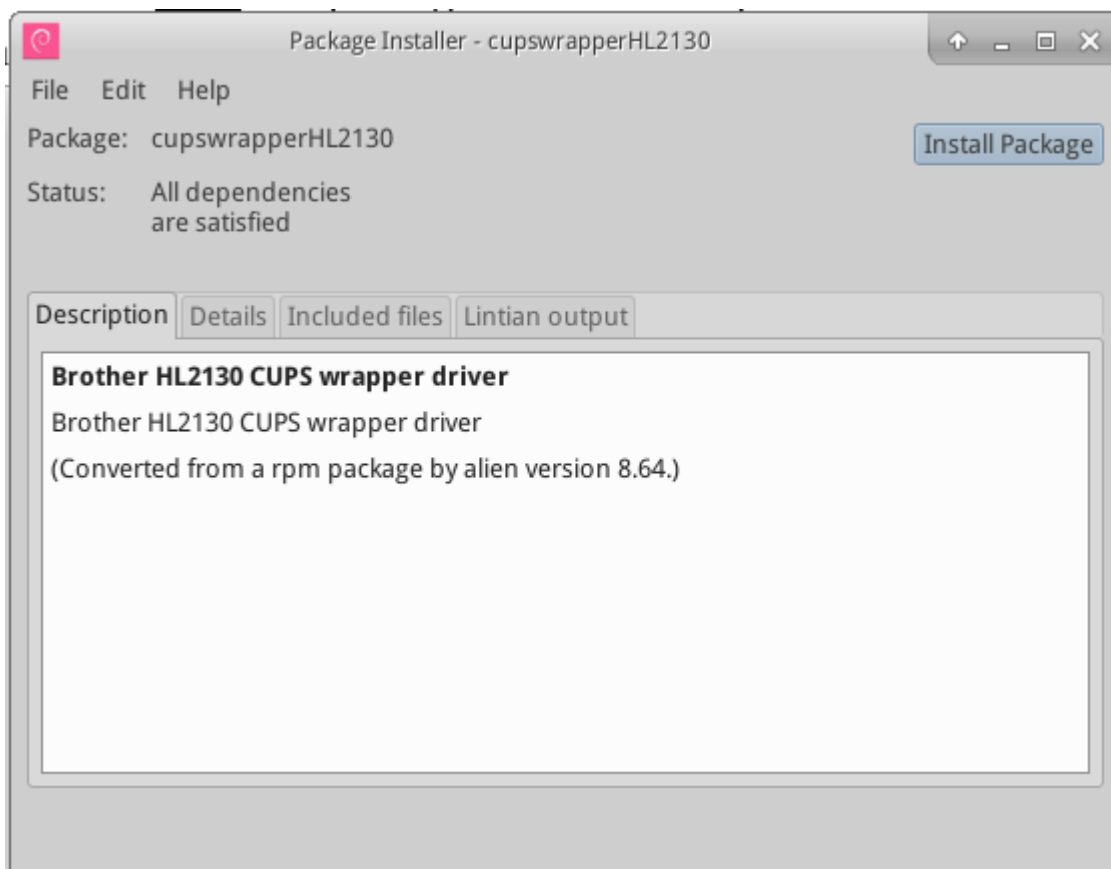 Package Installer - cupswrapperHL2130
File Edit Help
Package: cupswrapperHL2130
Install Package
Status: All dependencies
are satisfied
Description Details Included files Lintian output
Brother HL2130 CUPS wrapper driver
Brother HL2130 CUPS wrapper driver
(Converted from a rpm package by alien version 8.64.)